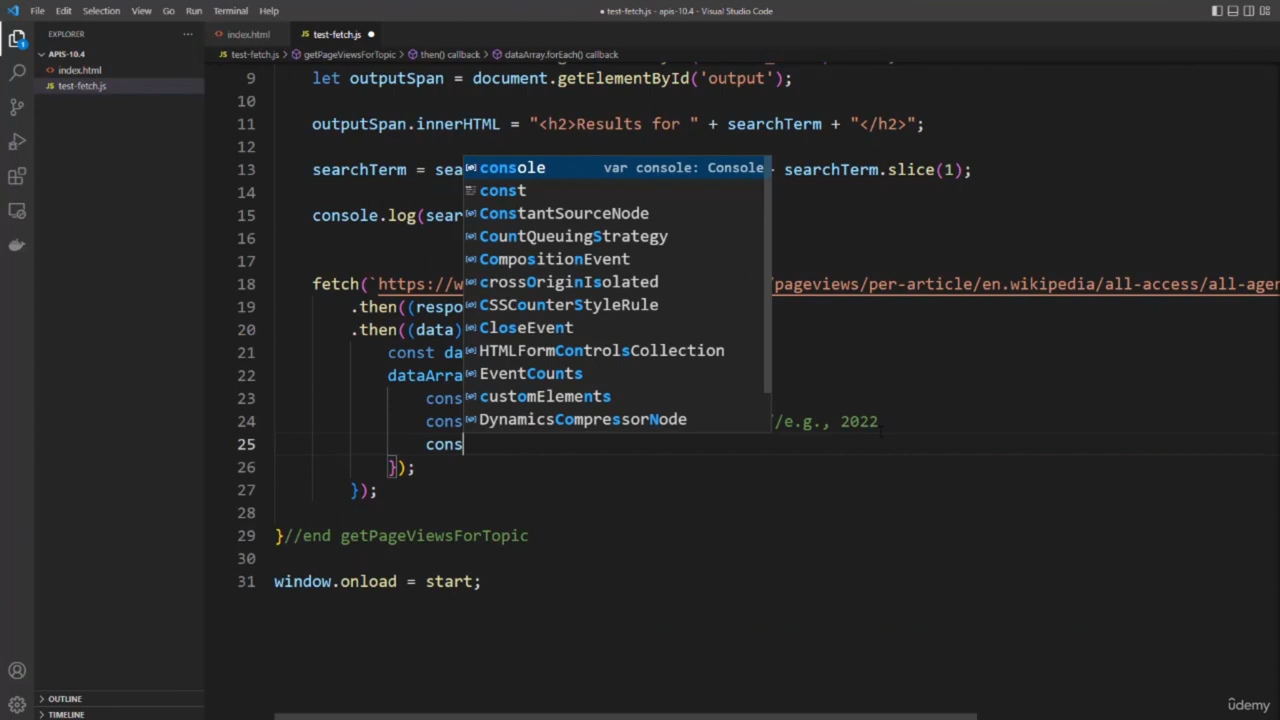 File Edit Selection View Go Run Terminal Help
● test-fetch.js - apis-10.4 - Visual Studio Code
EXPLORER ···
index.html
JS test-fetch.js ●
APIS-10.4
index.html
JS test-fetch.js
JS test-fetch.js > getPageViewsForTopic > then() callback > dataArray.forEach() callback
9 let outputSpan = document.getElementById('output');
10
11 outputSpan.innerHTML = "<h2>Results for " + searchTerm + "</h2>";
12
13 searchTerm = sea searchTerm.slice(1);
14
15 console.log(sear
16
17
18 fetch(`https://w /pageviews/per-article/en.wikipedia/all-access/all-agen
19 .then((respo
20 .then((data)
21 const da
22 dataArra
23 cons
24 cons /e.g., 2022
25 cons
26 });
27 });
28
29 }//end getPageViewsForTopic
30
31 window.onload = start;
console var console: Console
const
ConstantSourceNode
CountQueuingStrategy
CompositionEvent
crossOriginIsolated
CSSCounterStyleRule
CloseEvent
HTMLFormControlsCollection
EventCounts
customElements
DynamicsCompressorNode
OUTLINE
TIMELINE
1
ûdemy